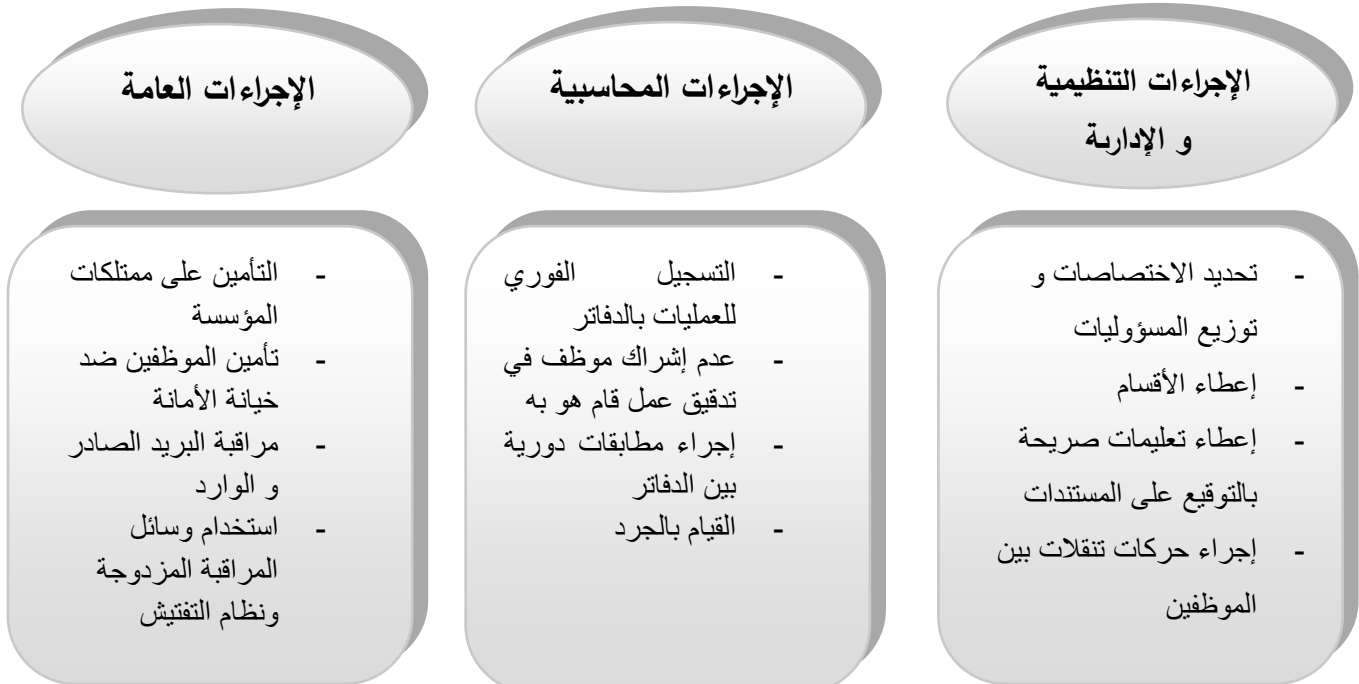 الإجراءات التنظيمية
و الإدارية
- تحديد الاختصاصات و
توزيع المسؤوليات
- إعطاء الأقسام
- إعطاء تعليمات صريحة
بالتوقيع على المستندات
- إجراء حركات تنقلات بين
الموظفين
الإجراءات المحاسبية
- التسجيل الفوري
للعمليات بالدفاتر
- عدم إشراك موظف في
تدقيق عمل قام هو به
- إجراء مطابقات دورية
بين الدفاتر
- القيام بالجرد
الإجراءات العامة
- التأمين على ممتلكات
المؤسسة
- تأمين الموظفين ضد
خيانة الأمانة
- مراقبة البريد الصادر
و الوارد
- استخدام وسائل
المراقبة المزدوجة
ونظام التفتيش